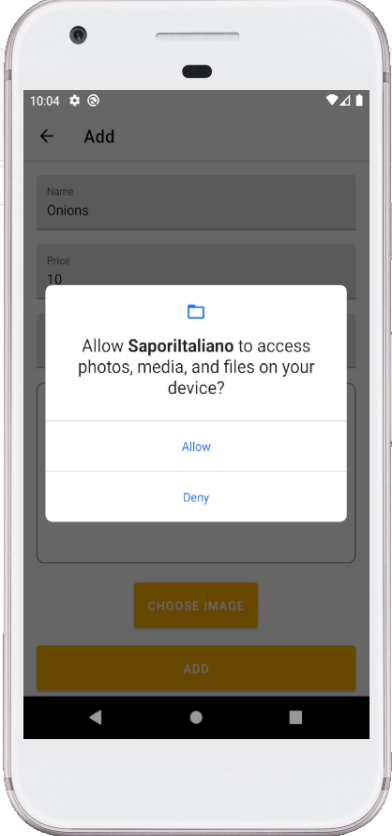 10:04
Add
Name
Onions
Price
10
Allow SaporiItaliano to access
photos, media, and files on your
device?
Allow
Deny
CHOOSE IMAGE
ADD